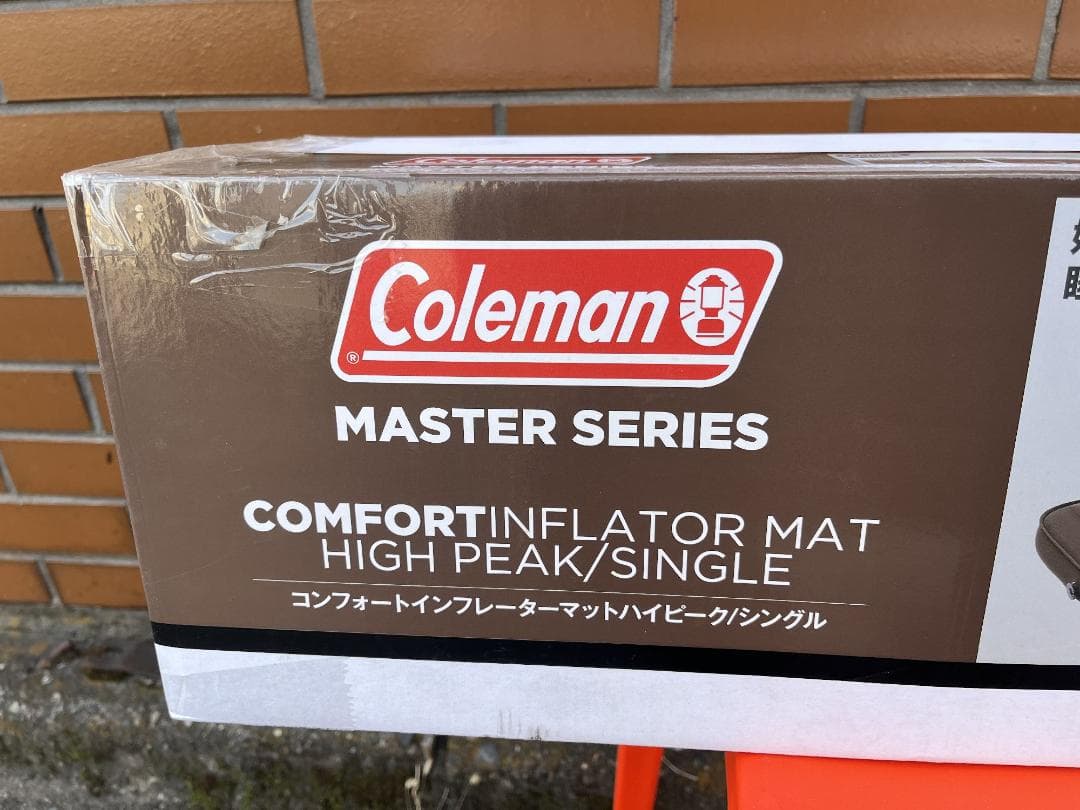 Coleman
Coleman
®
MASTER SERIES
COMFORTINFLATOR MAT
HIGH PEAK/SINGLE
コンフォートインフレーターマットハイピーク/シングル